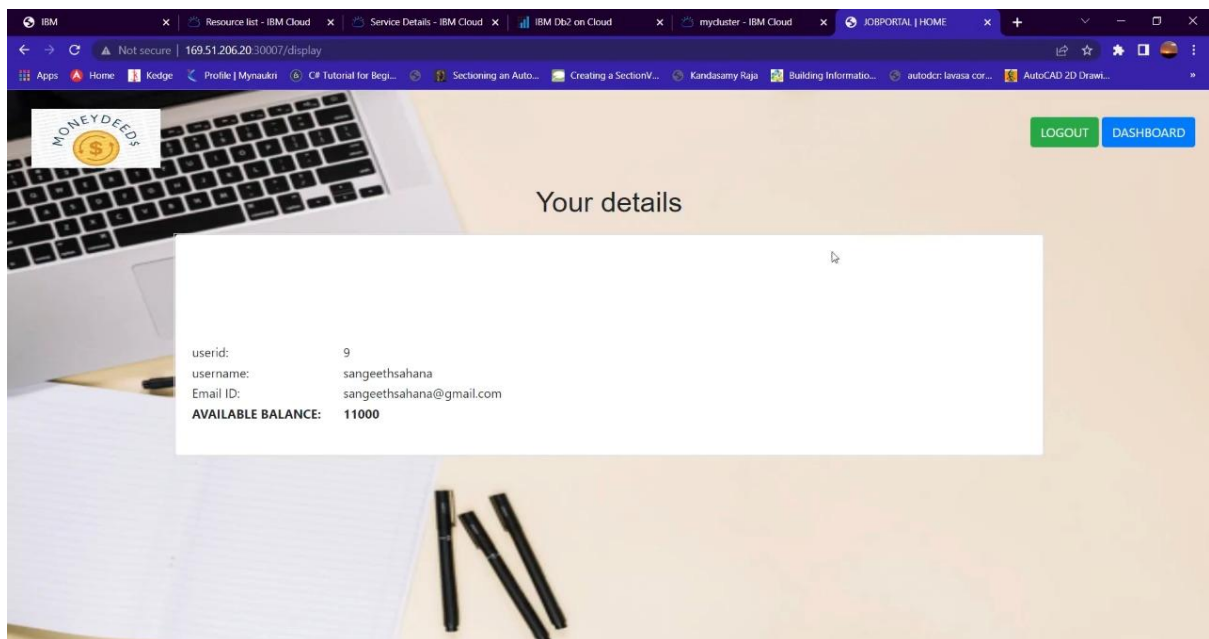 IBM
Resource list - IBM Cloud
Service Details - IBM Cloud
IBM Db2 on Cloud
mycluster - IBM Cloud
JOBPORTAL | HOME
Not secure | 169.51.206.20:30007/display
Apps
Home
Kedge
Profile | Mynaukri
C# Tutorial for Begi...
Sectioning an Auto...
Creating a SectionV...
Kandasamy Raja
Building Informatio...
autodcr: lavasa cor...
AutoCAD 2D Drawi...
»
MONEYDEEDS
$
LOGOUT
DASHBOARD
Your details
userid: 9
username: sangeethsahana
Email ID: sangeethsahana@gmail.com
AVAILABLE BALANCE: 11000